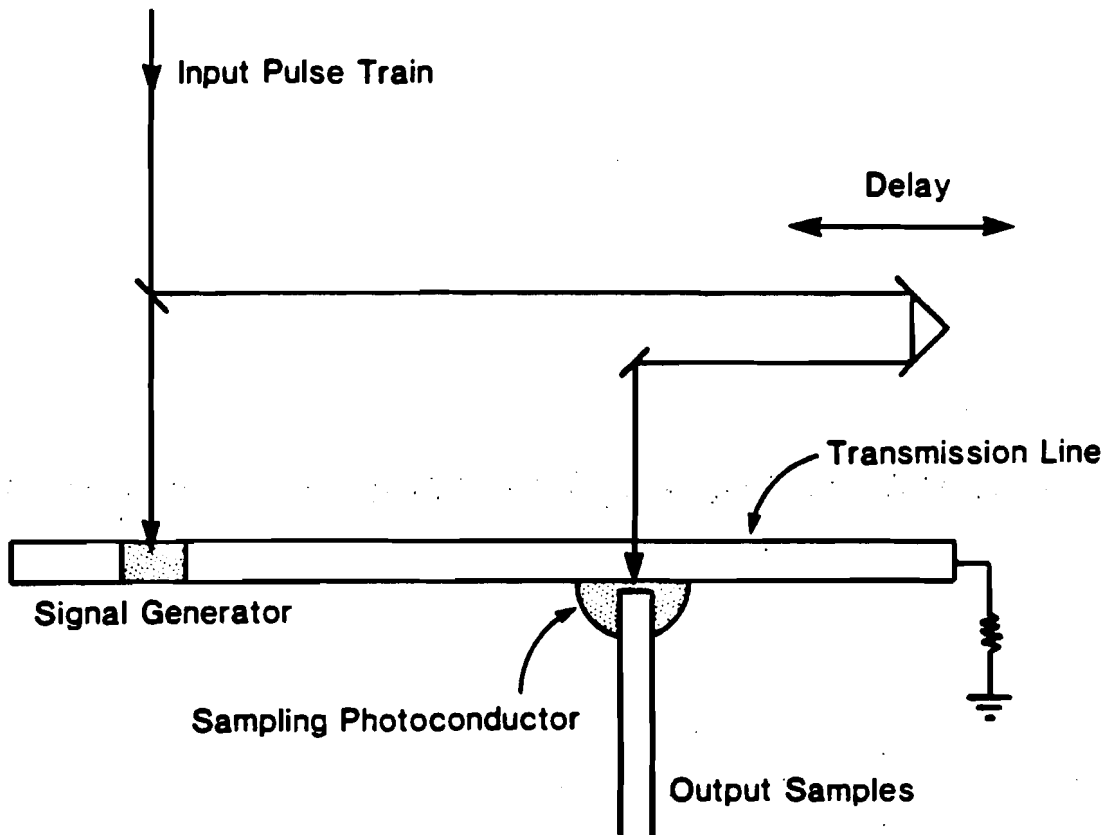 Input Pulse Train
Delay
Transmission Line
Signal Generator
Sampling Photoconductor
Output Samples